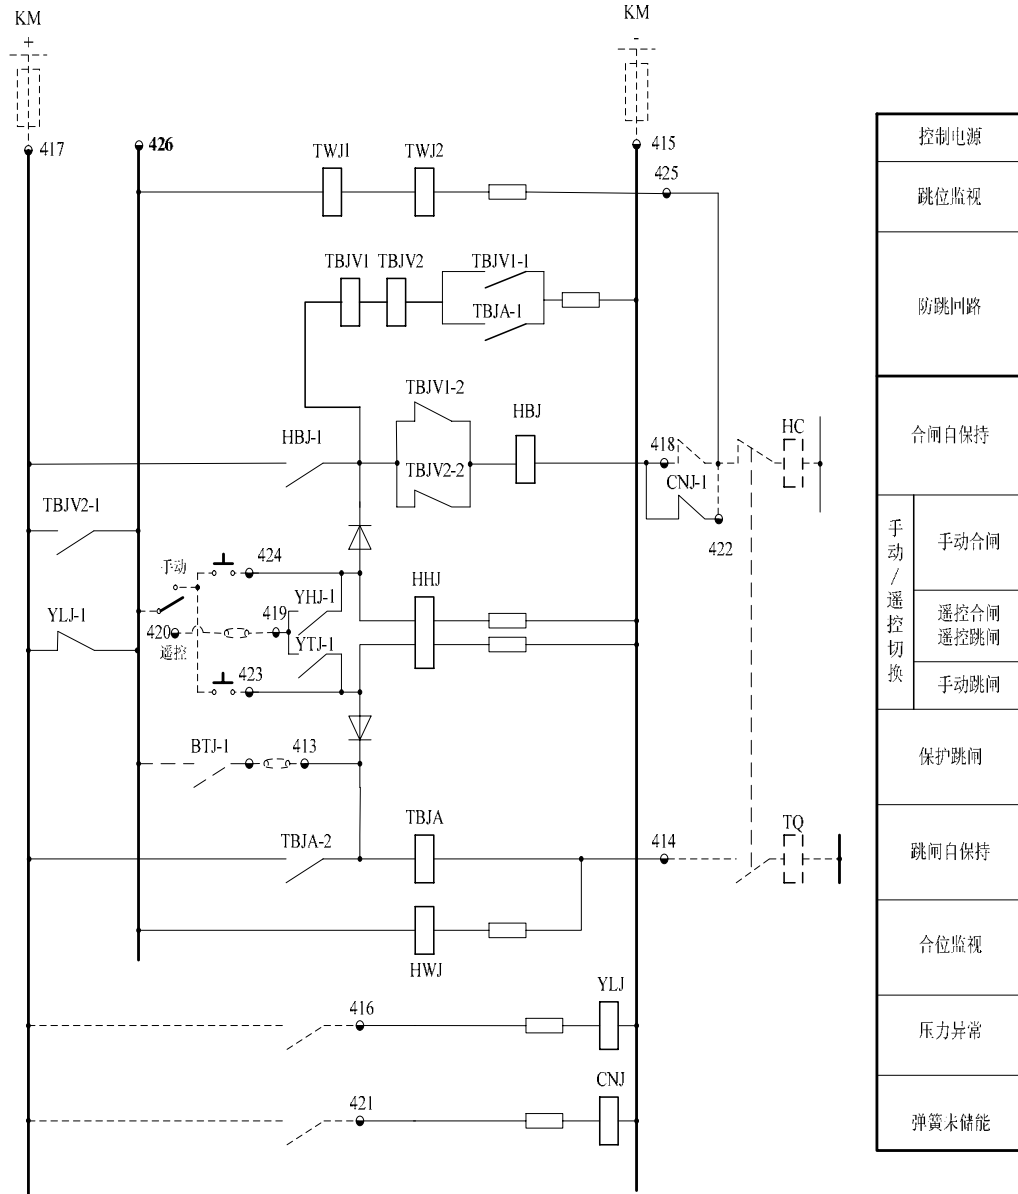 KM
+
417
426
KM
-
415
425
TWJ1
TWJ2
TBJV1
TBJV2
TBJV1-1
TBJA-1
TBJV1-2
HBJ-1
HBJ
TBJV2-2
418
HC
CNJ-1
422
TBJV2-1
手动
424
YHJ-1
HHJ
YLJ-1
420
419
遥控
YTJ-1
423
BTJ-1
413
TBJA-2
TBJA
414
TQ
HWJ
YLJ
416
CNJ
421
控制电源
跳位监视
防跳回路
合闸自保持
手动/遥控切换
手动合闸
遥控合闸
遥控跳闸
手动跳闸
保护跳闸
跳闸自保持
合位监视
压力异常
弹簧未储能